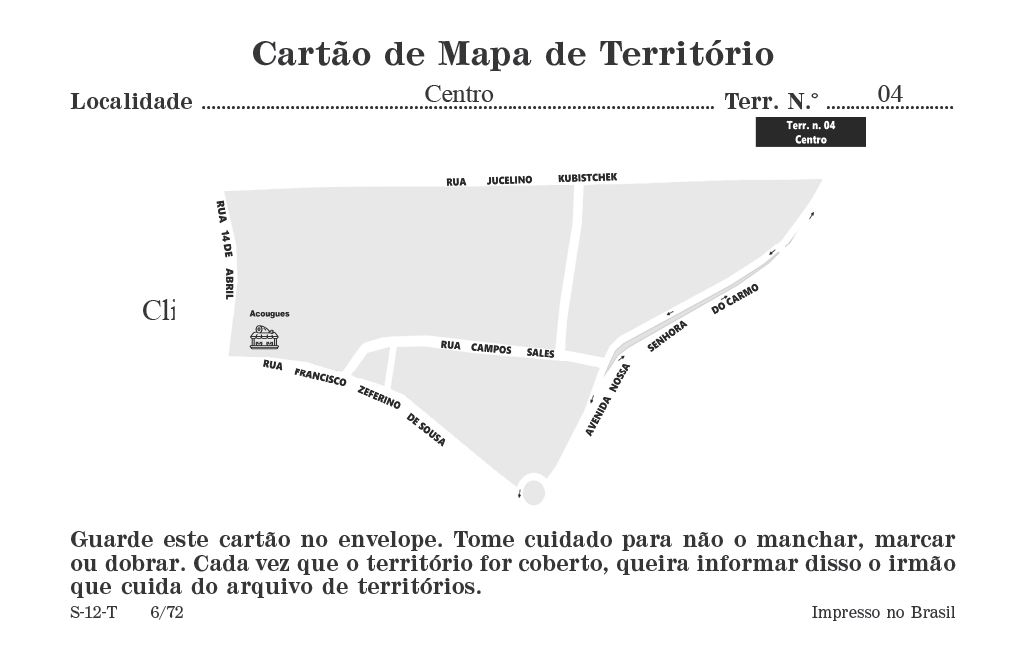 Cartão de Mapa de Território
Localidade Centro Terr. N.º 04
Terr. n. 04
Centro
RUA JUCELINO KUBISTCHEK
RUA 14 DE ABRIL
Cli
Acougues
RUA CAMPOS SALES
RUA FRANCISCO ZEFERINO DE SOUSA
AVENIDA NOSSA SENHORA DO CARMO
Guarde este cartão no envelope. Tome cuidado para não o manchar, marcar
ou dobrar. Cada vez que o território for coberto, queira informar disso o irmão
que cuida do arquivo de territórios.
S-12-T 6/72 Impresso no Brasil